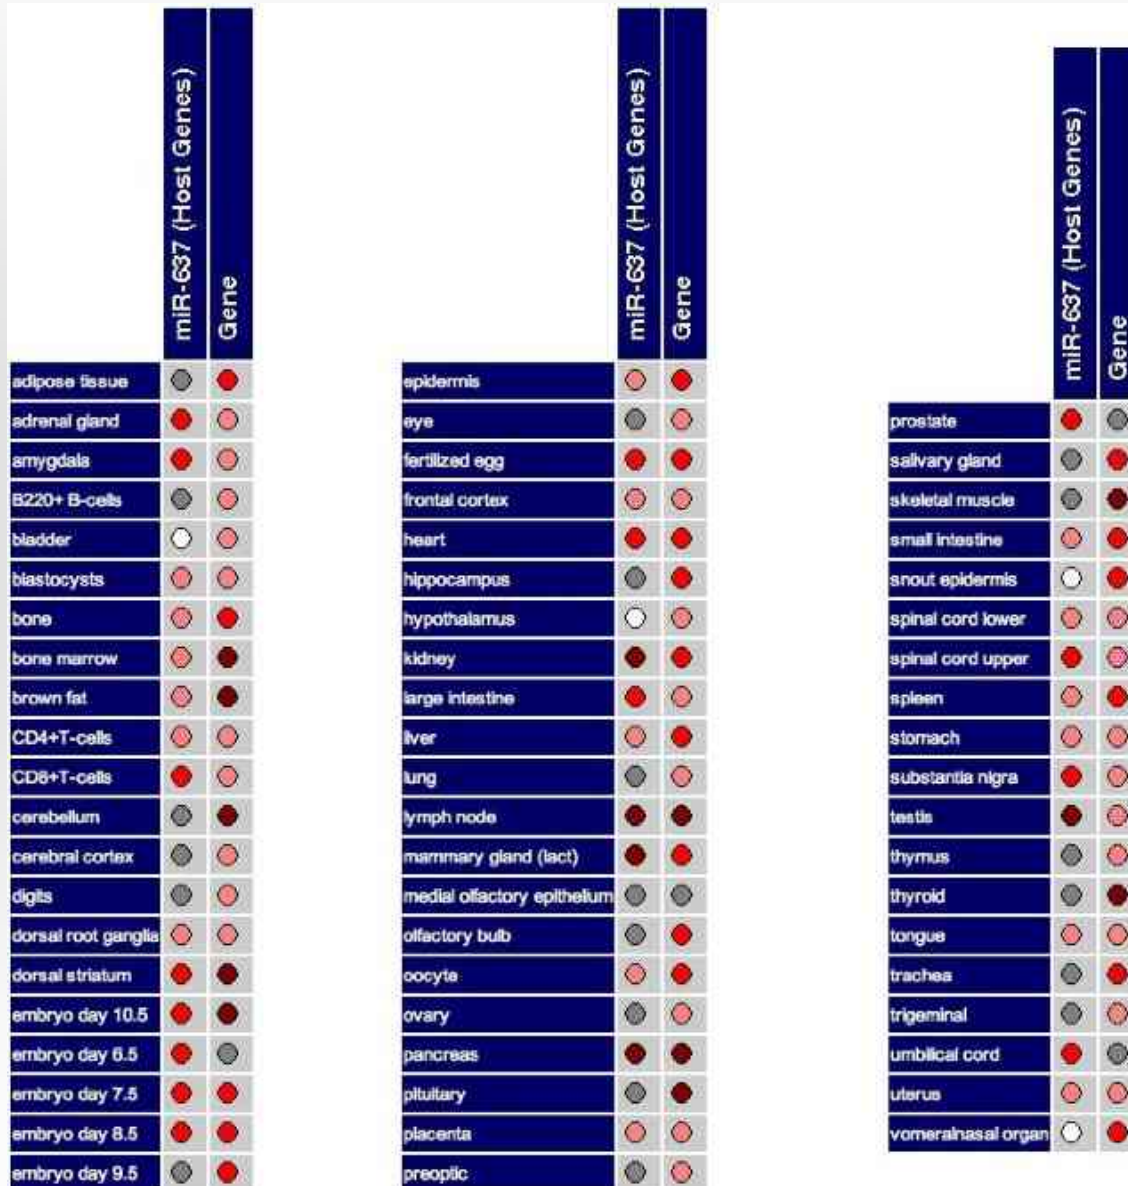 miR-637 (Host Genes)
Gene
adipose tissue
adrenal gland
amygdala
B220+ B-cells
bladder
blastocysts
bone
bone marrow
brown fat
CD4+T-cells
CD8+T-cells
cerebellum
cerebral cortex
digits
dorsal root ganglia
dorsal striatum
embryo day 10.5
embryo day 6.5
embryo day 7.5
embryo day 8.5
embryo day 9.5
miR-637 (Host Genes)
Gene
epidermis
eye
fertilized egg
frontal cortex
heart
hippocampus
hypothalamus
kidney
large intestine
liver
lung
lymph node
mammary gland (lact)
medial olfactory epithelium
olfactory bulb
oocyte
ovary
pancreas
pituitary
placenta
preoptic
miR-637 (Host Genes)
Gene
prostate
salivary gland
skeletal muscle
small intestine
snout epidermis
spinal cord lower
spinal cord upper
spleen
stomach
substantia nigra
testis
thymus
thyroid
tongue
trachea
trigeminal
umbilical cord
uterus
vomeralnasal organ